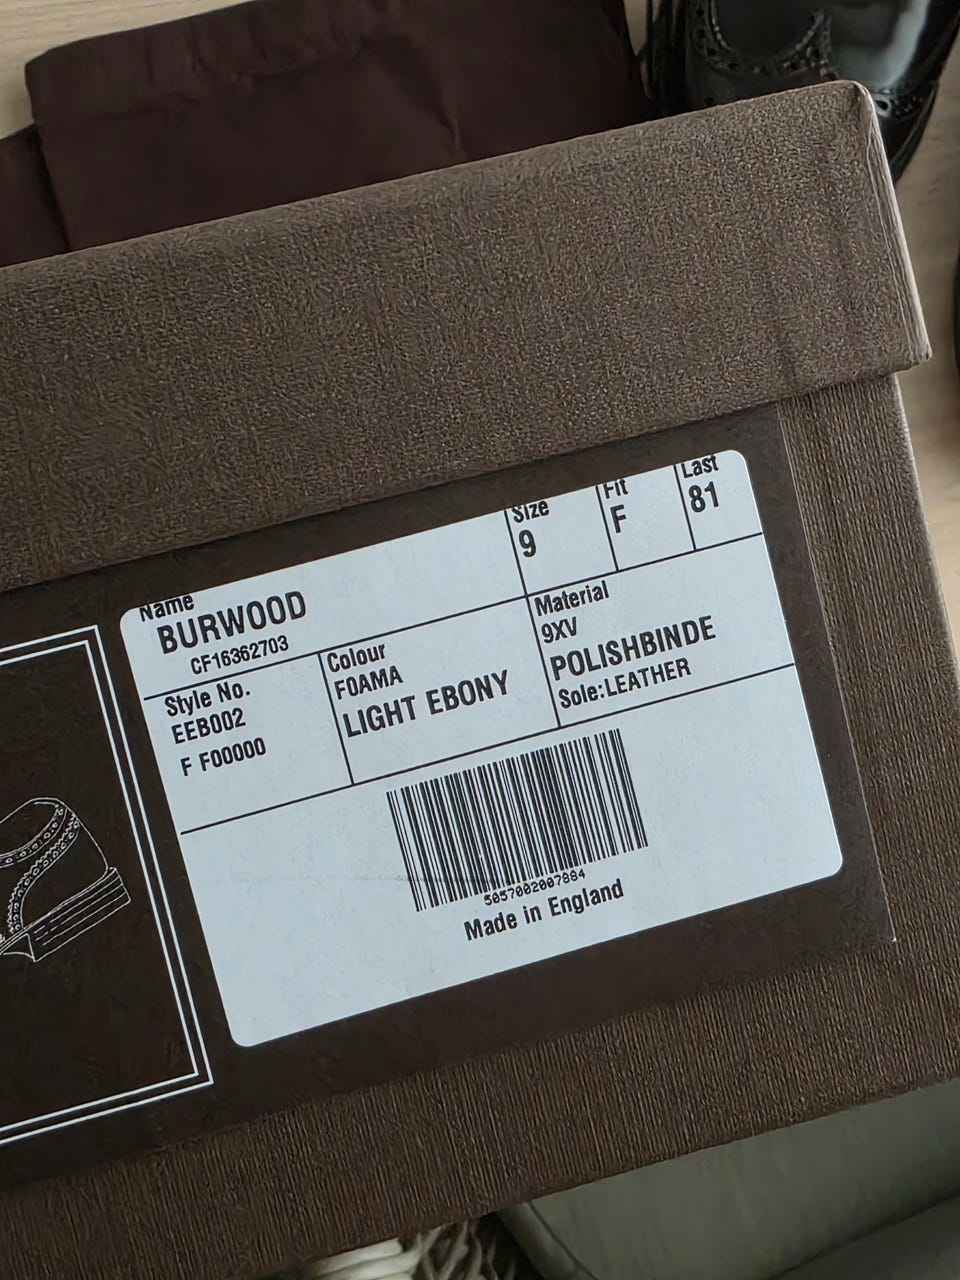 Name
BURWOOD
CF16362703
Size
9
Fit
F
Last
81
Style No.
EEB002
F F00000
Colour
F0AMA
LIGHT EBONY
Material
9XV
POLISHBINDE
Sole:LEATHER
5057002007884
Made in England